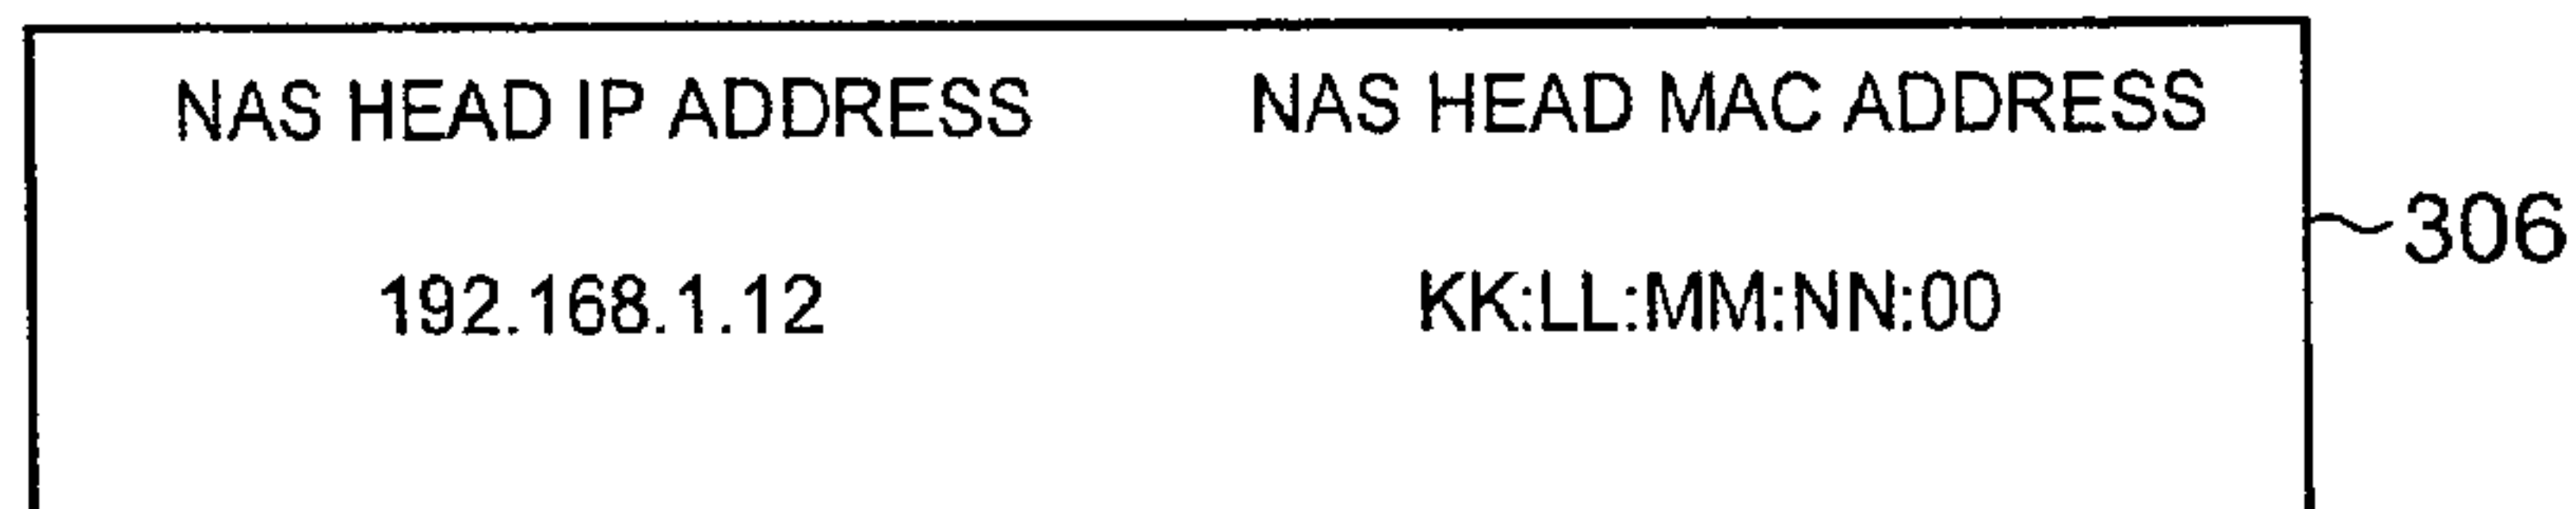 NAS HEAD IP ADDRESS NAS HEAD MAC ADDRESS
306
192.168.1.12 KK:LL:MM:NN:00